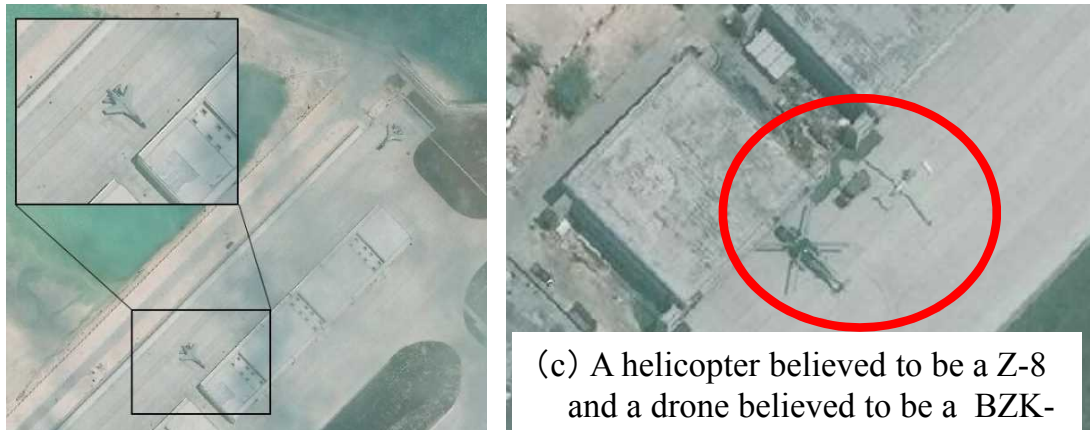 (c) A helicopter believed to be a Z-8
and a drone believed to be a BZK-